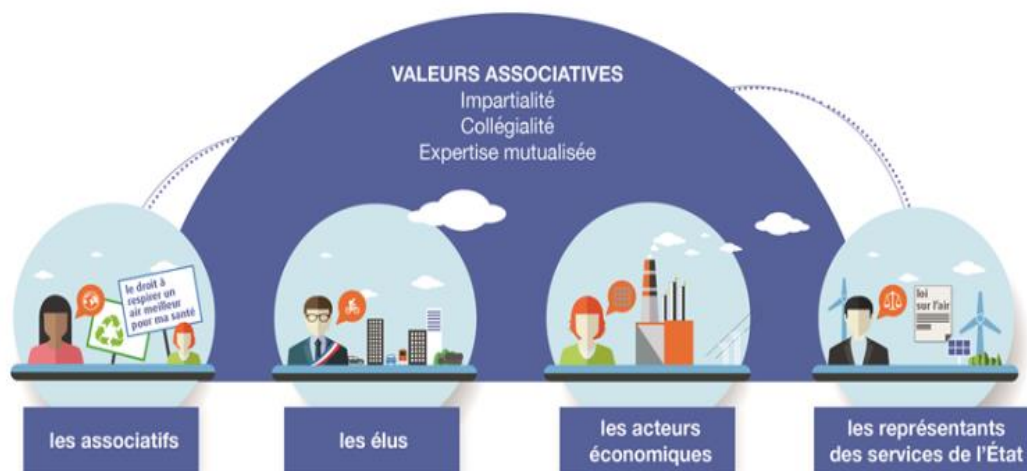 VALEURS ASSOCIATIVES
Impartialité
Collégialité
Expertise mutualisée
le droit à
respirer un
air meilleur
pour ma santé
loi
sur l'air
les associatifs
les élus
les acteurs
économiques
les représentants
des services de l'État